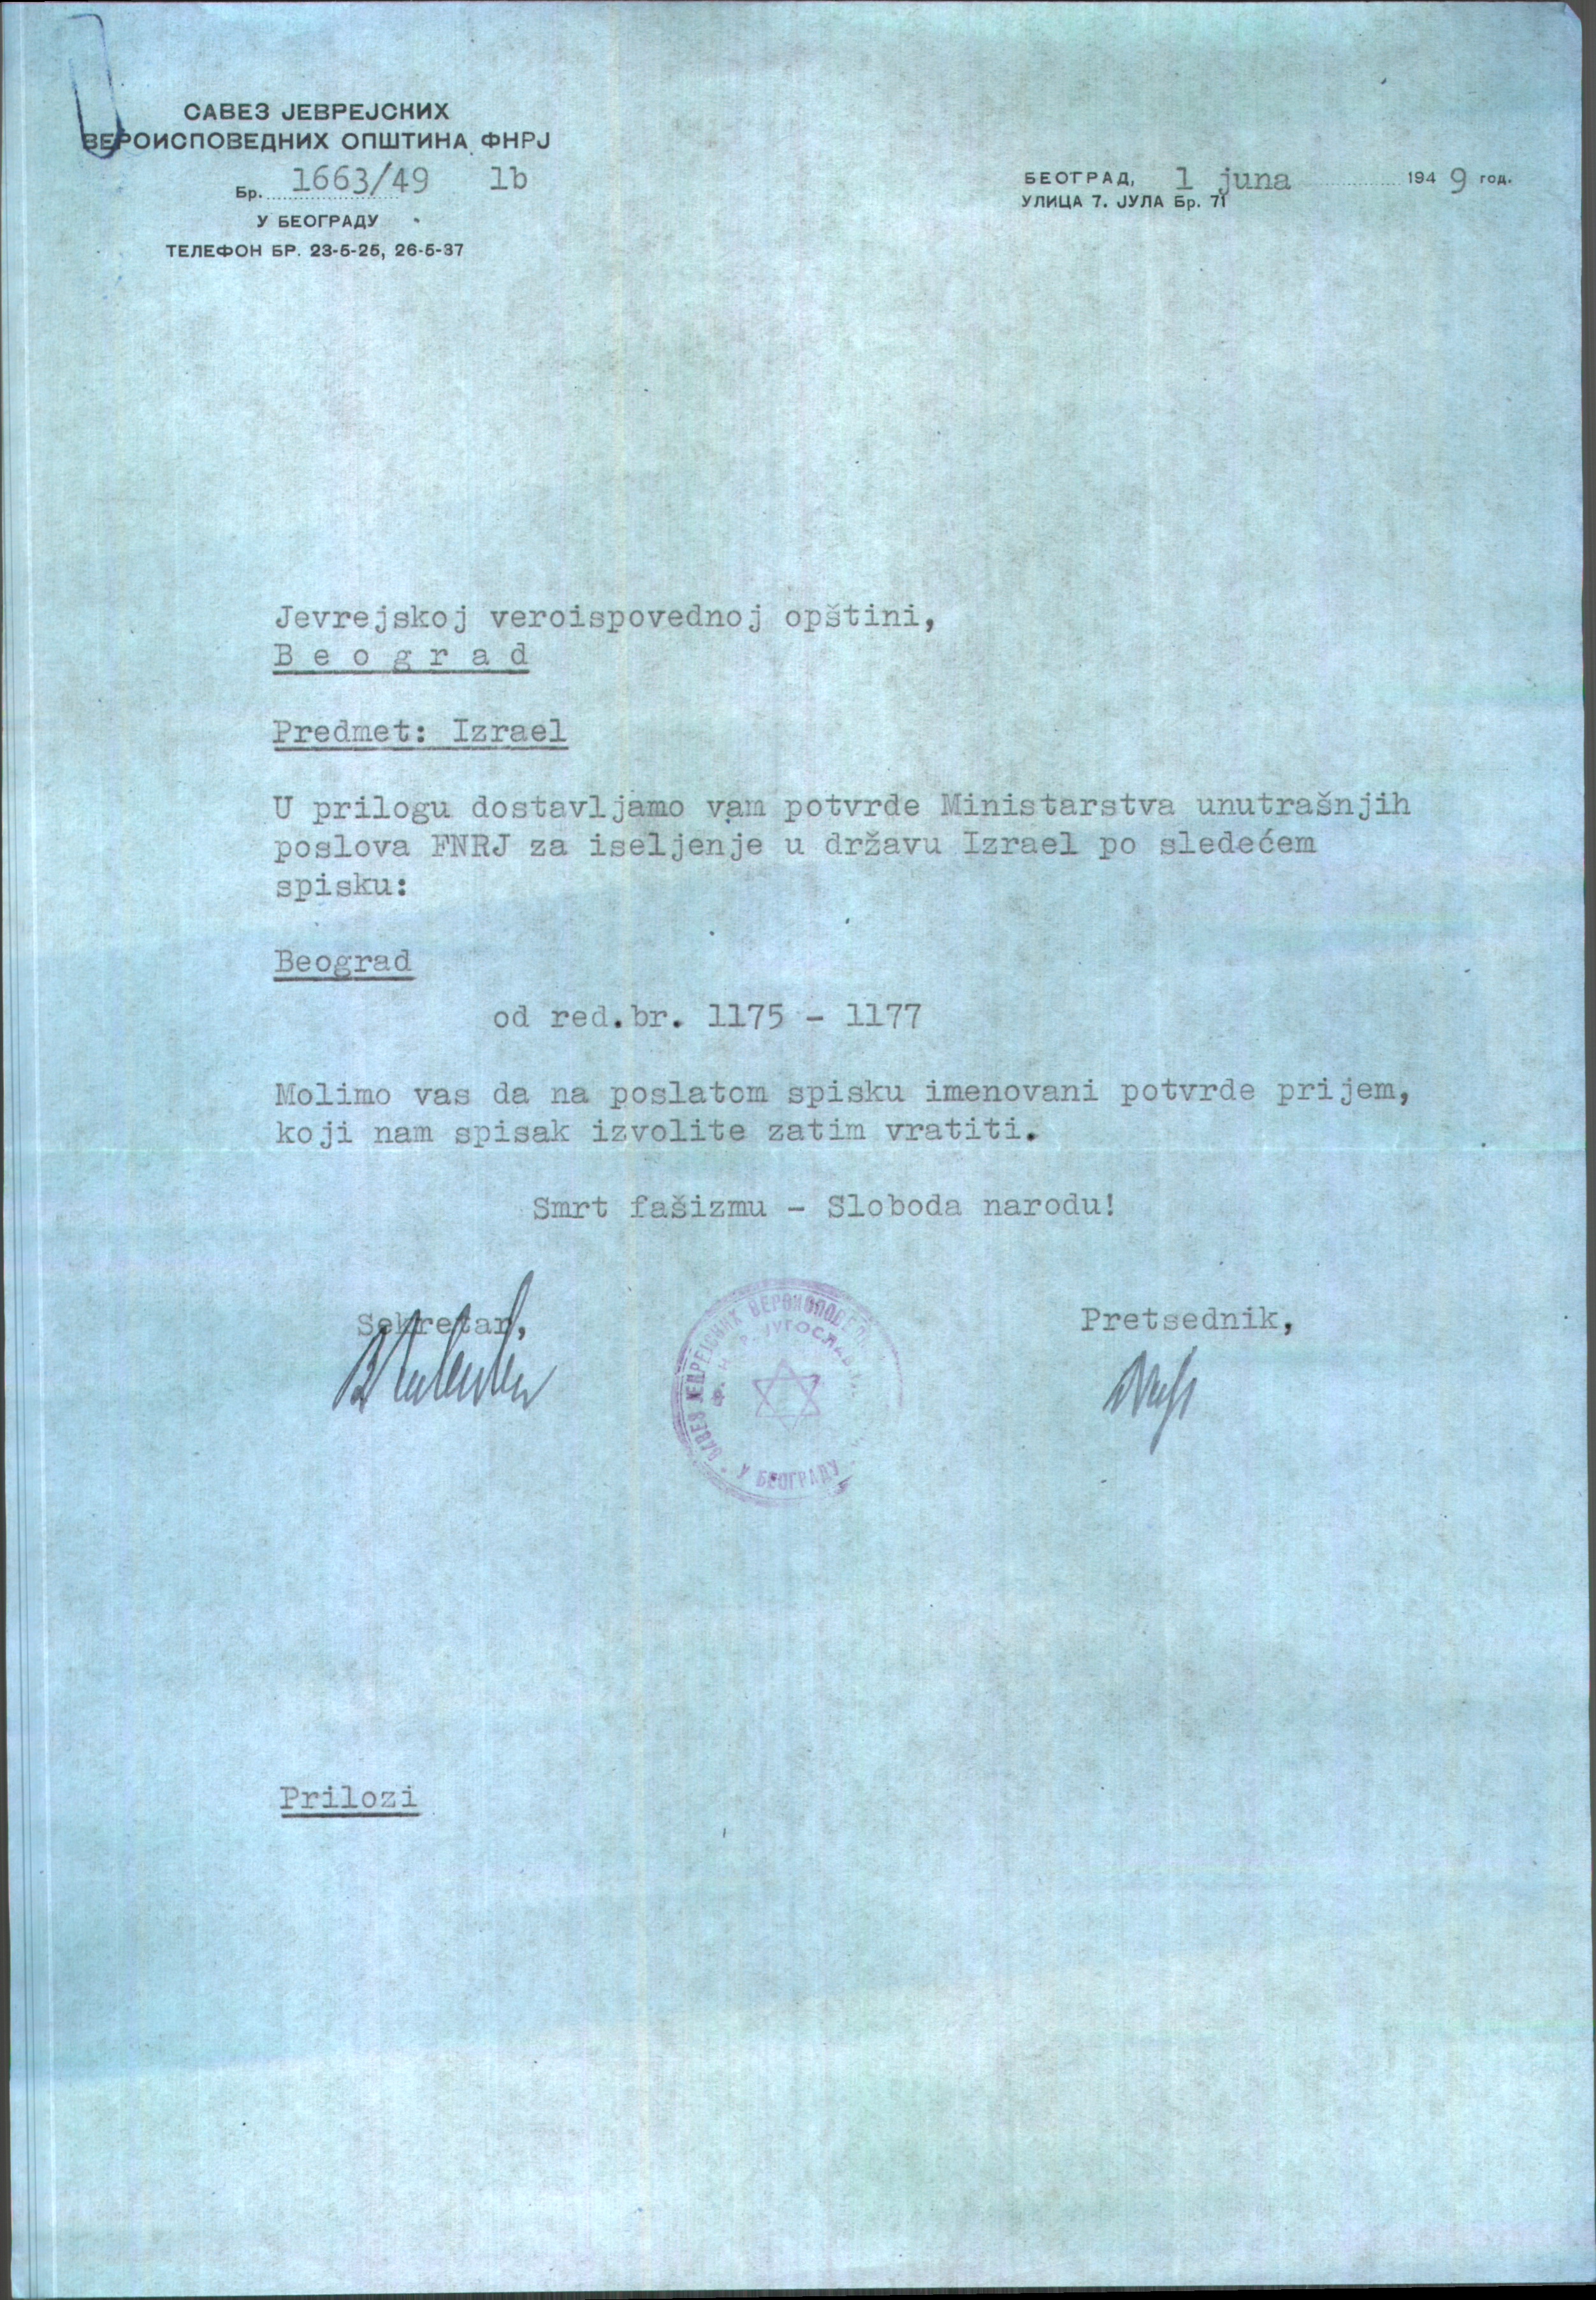 САВЕЗ ЈЕВРЕЈСКИХ
ВЕРОИСПОВЕДНИХ ОПШТИНА ФНРЈ
Бр. 1663/49 lb
У БЕОГРАДУ
ТЕЛЕФОН БР. 23-5-25, 26-5-37
БЕОГРАД, 1 juna 1949 год.
УЛИЦА 7. ЈУЛА Бр. 71
Jevrejskoj veroispovednoj opštini,
B e o g r a d
Predmet: Izrael
U prilogu dostavljamo vam potvrde Ministarstva unutrašnjih
poslova FNRJ za iseljenje u državu Izrael po sledećem
spisku:
Beograd
od red.br. 1175 - 1177
Molimo vas da na poslatom spisku imenovani potvrde prijem,
koji nam spisak izvolite zatim vratiti.
Smrt fašizmu - Sloboda narodu!
Sekretar,
Pretsednik,
САВЕЗ ЈЕВРЕЈСКИХ
У БЕОГРАДУ
Prilozi